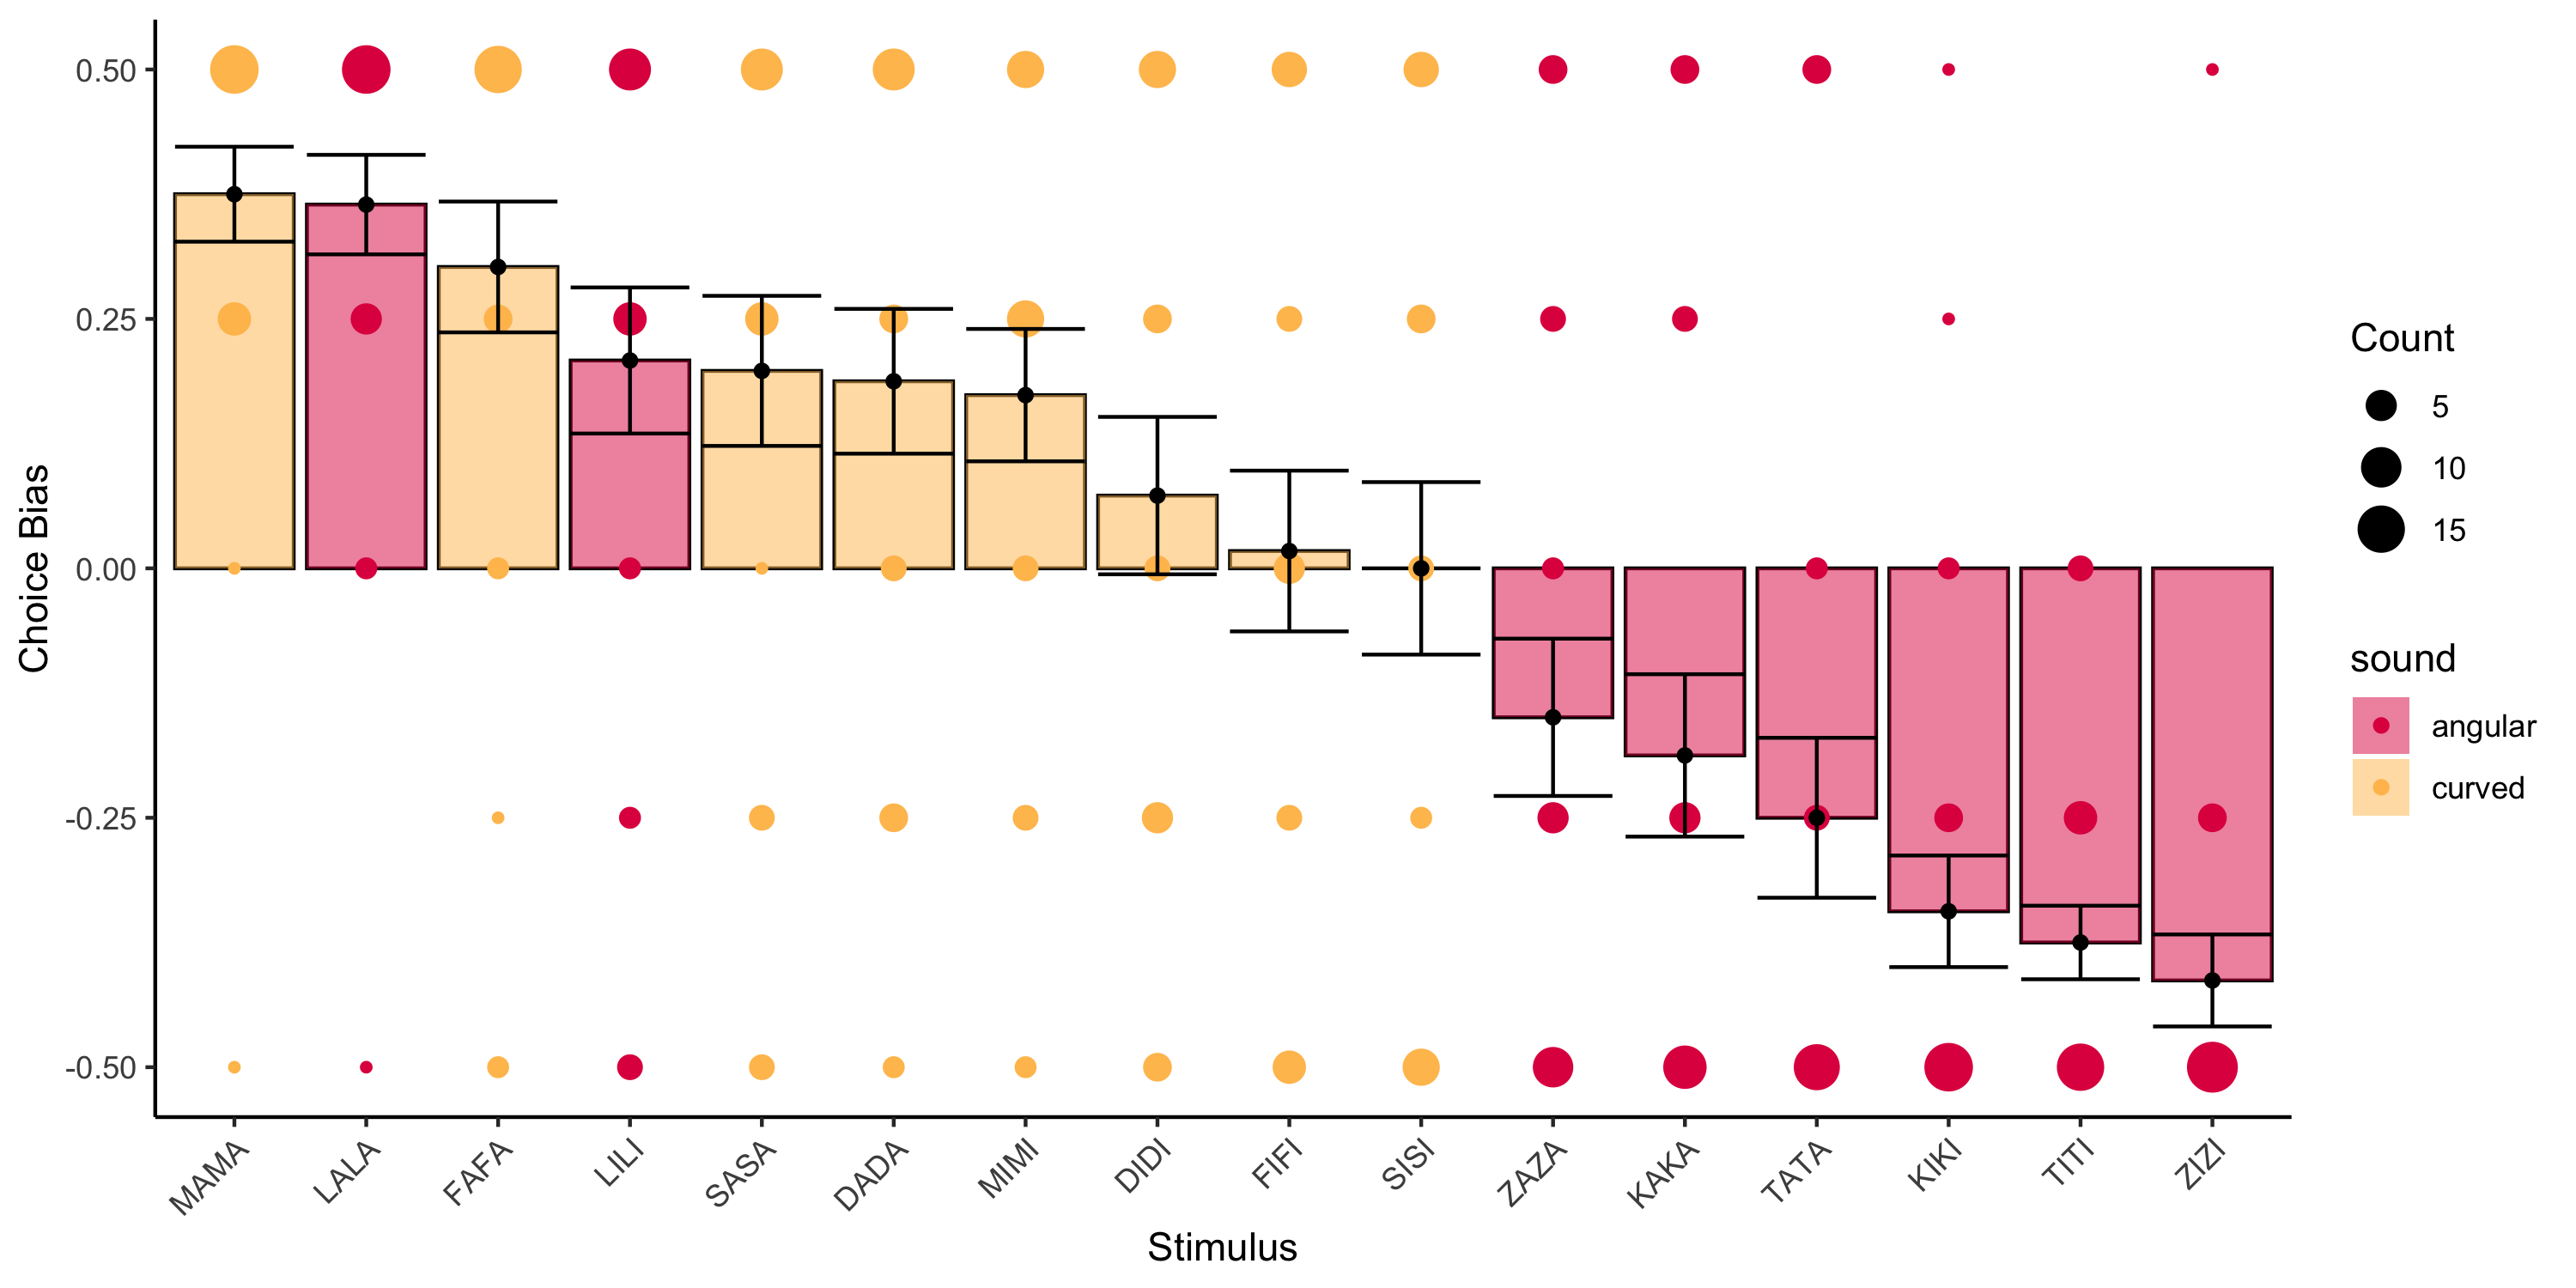 0.50
0.25
0.00
-0.25
-0.50
Choice Bias
MAMA
LALA
FAFA
LILI
SASA
DADA
MIMI
DIDI
FIFI
SISI
ZAZA
KAKA
TATA
KIKI
TITI
ZIZI
Stimulus
Count
5
10
15
sound
angular
curved